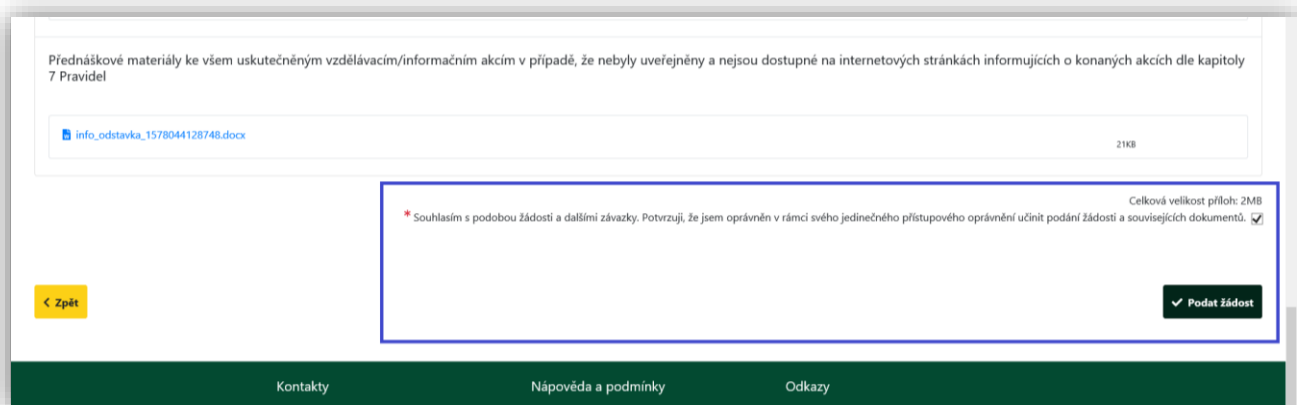 Přednáškové materiály ke všem uskutečněným vzdělávacím/informačním akcím v případě, že nebyly uveřejněny a nejsou dostupné na internetových stránkách informujících o konaných akcích dle kapitoly
7 Pravidel
info_odstavka_1578044128748.docx
21KB
Celková velikost příloh: 2MB
* Souhlasím s podobou žádosti a dalšími závazky. Potvrzuji, že jsem oprávněn v rámci svého jedinečného přístupového oprávnění učinit podání žádosti a souvisejících dokumentů.
Zpět
Podat žádost
Kontakty
Nápověda a podmínky
Odkazy